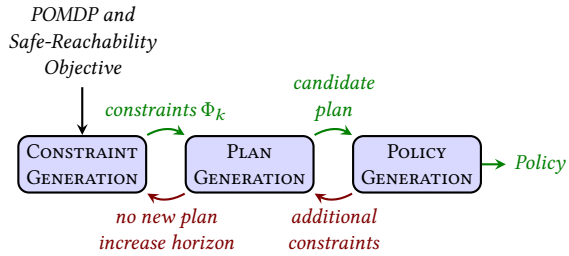 POMDP and
Safe-Reachability
Objective
constraints Φk
candidate
plan
CONSTRAINT
GENERATION
PLAN
GENERATION
POLICY
GENERATION
Policy
no new plan
increase horizon
additional
constraints